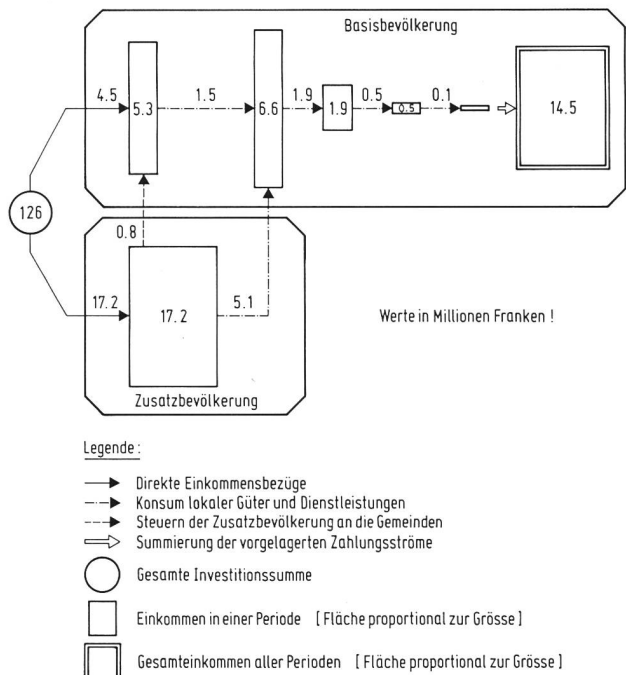 Basisbevölkerung
4.5
5.3
1.5
6.6
1.9
1.9
0.5
0.5
0.1
14.5
126
0.8
17.2
17.2
5.1
Werte in Millionen Franken !
Zusatzbevölkerung
Legende :
Direkte Einkommensbezüge
Konsum lokaler Güter und Dienstleistungen
Steuern der Zusatzbevölkerung an die Gemeinden
Summierung der vorgelagerten Zahlungsströme
Gesamte Investitionssumme
Einkommen in einer Periode [ Fläche proportional zur Grösse ]
Gesamteinkommen aller Perioden [ Fläche proportional zur Grösse ]